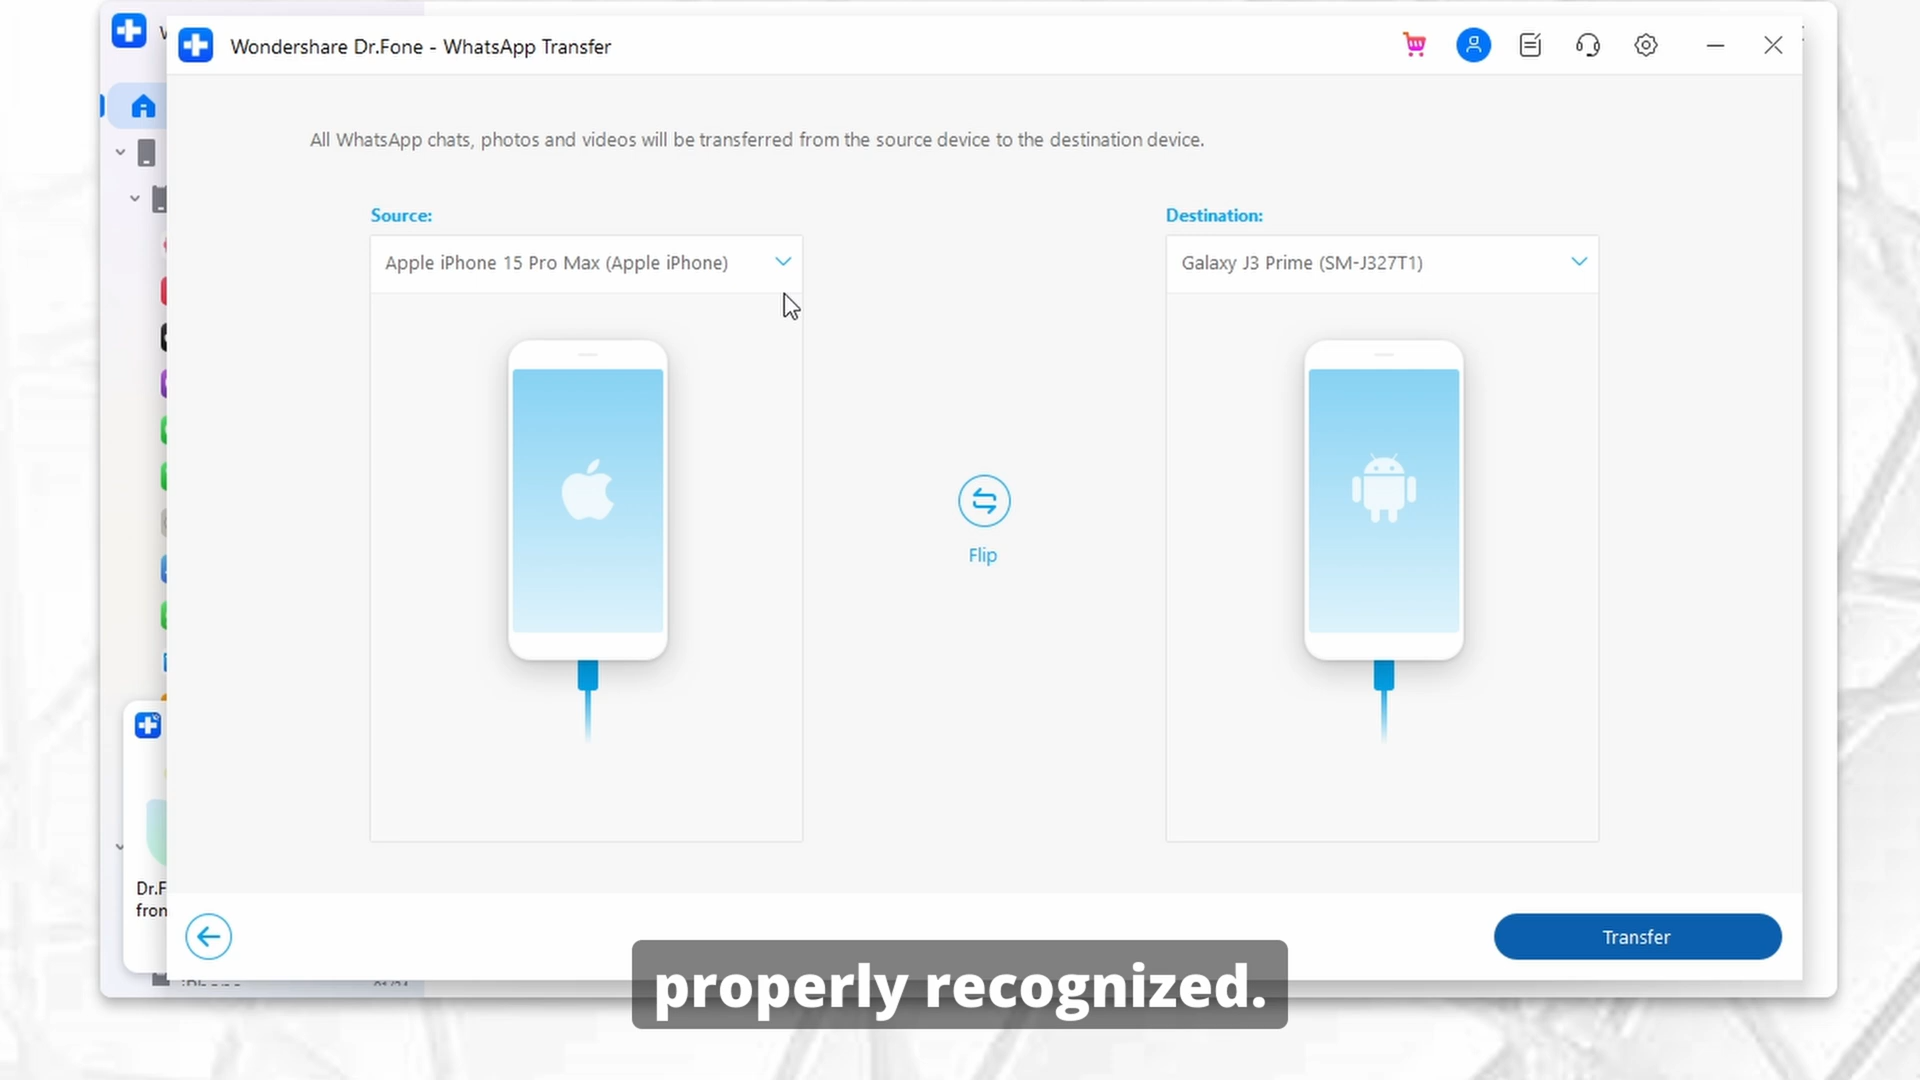 Wondershare Dr.Fone - WhatsApp Transfer
All WhatsApp chats, photos and videos will be transferred from the source device to the destination device.
Source:
Destination:
Apple iPhone 15 Pro Max (Apple iPhone)
Galaxy J3 Prime (SM-J327T1)
Flip
Dr.F
fron
Transfer
properly recognized.